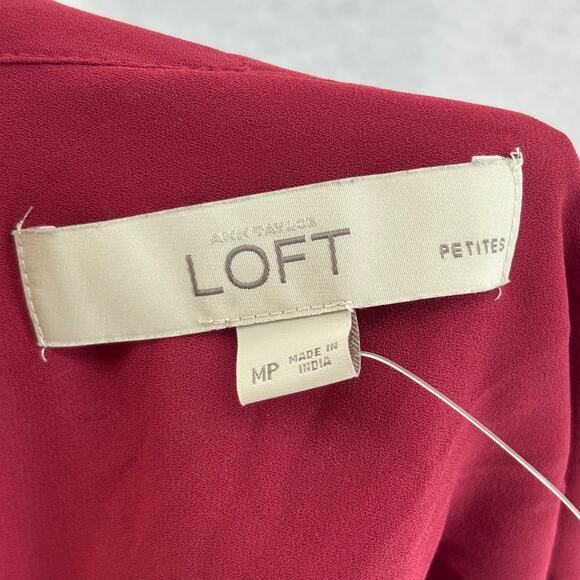 ANN TAYLOR
LOFT
PETITES
MP
MADE IN
INDIA